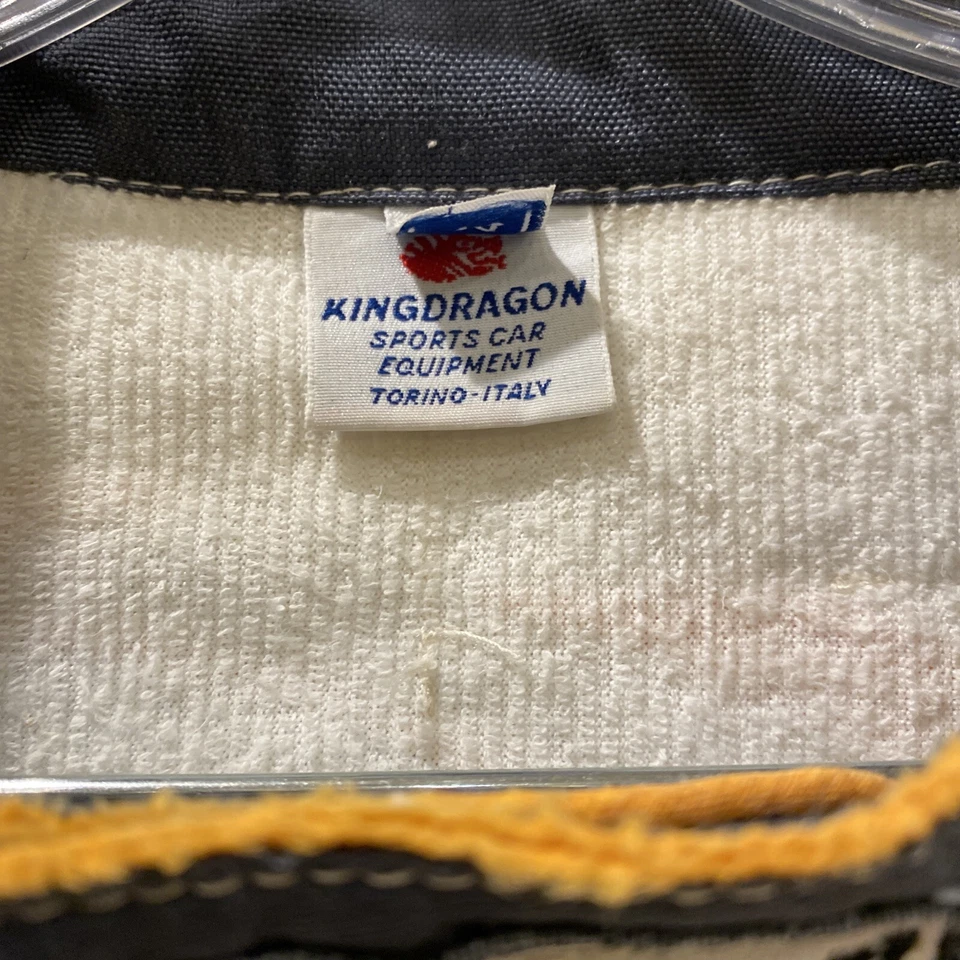 KINGDRAGON
SPORTS CAR
EQUIPMENT
TORINO-ITALY